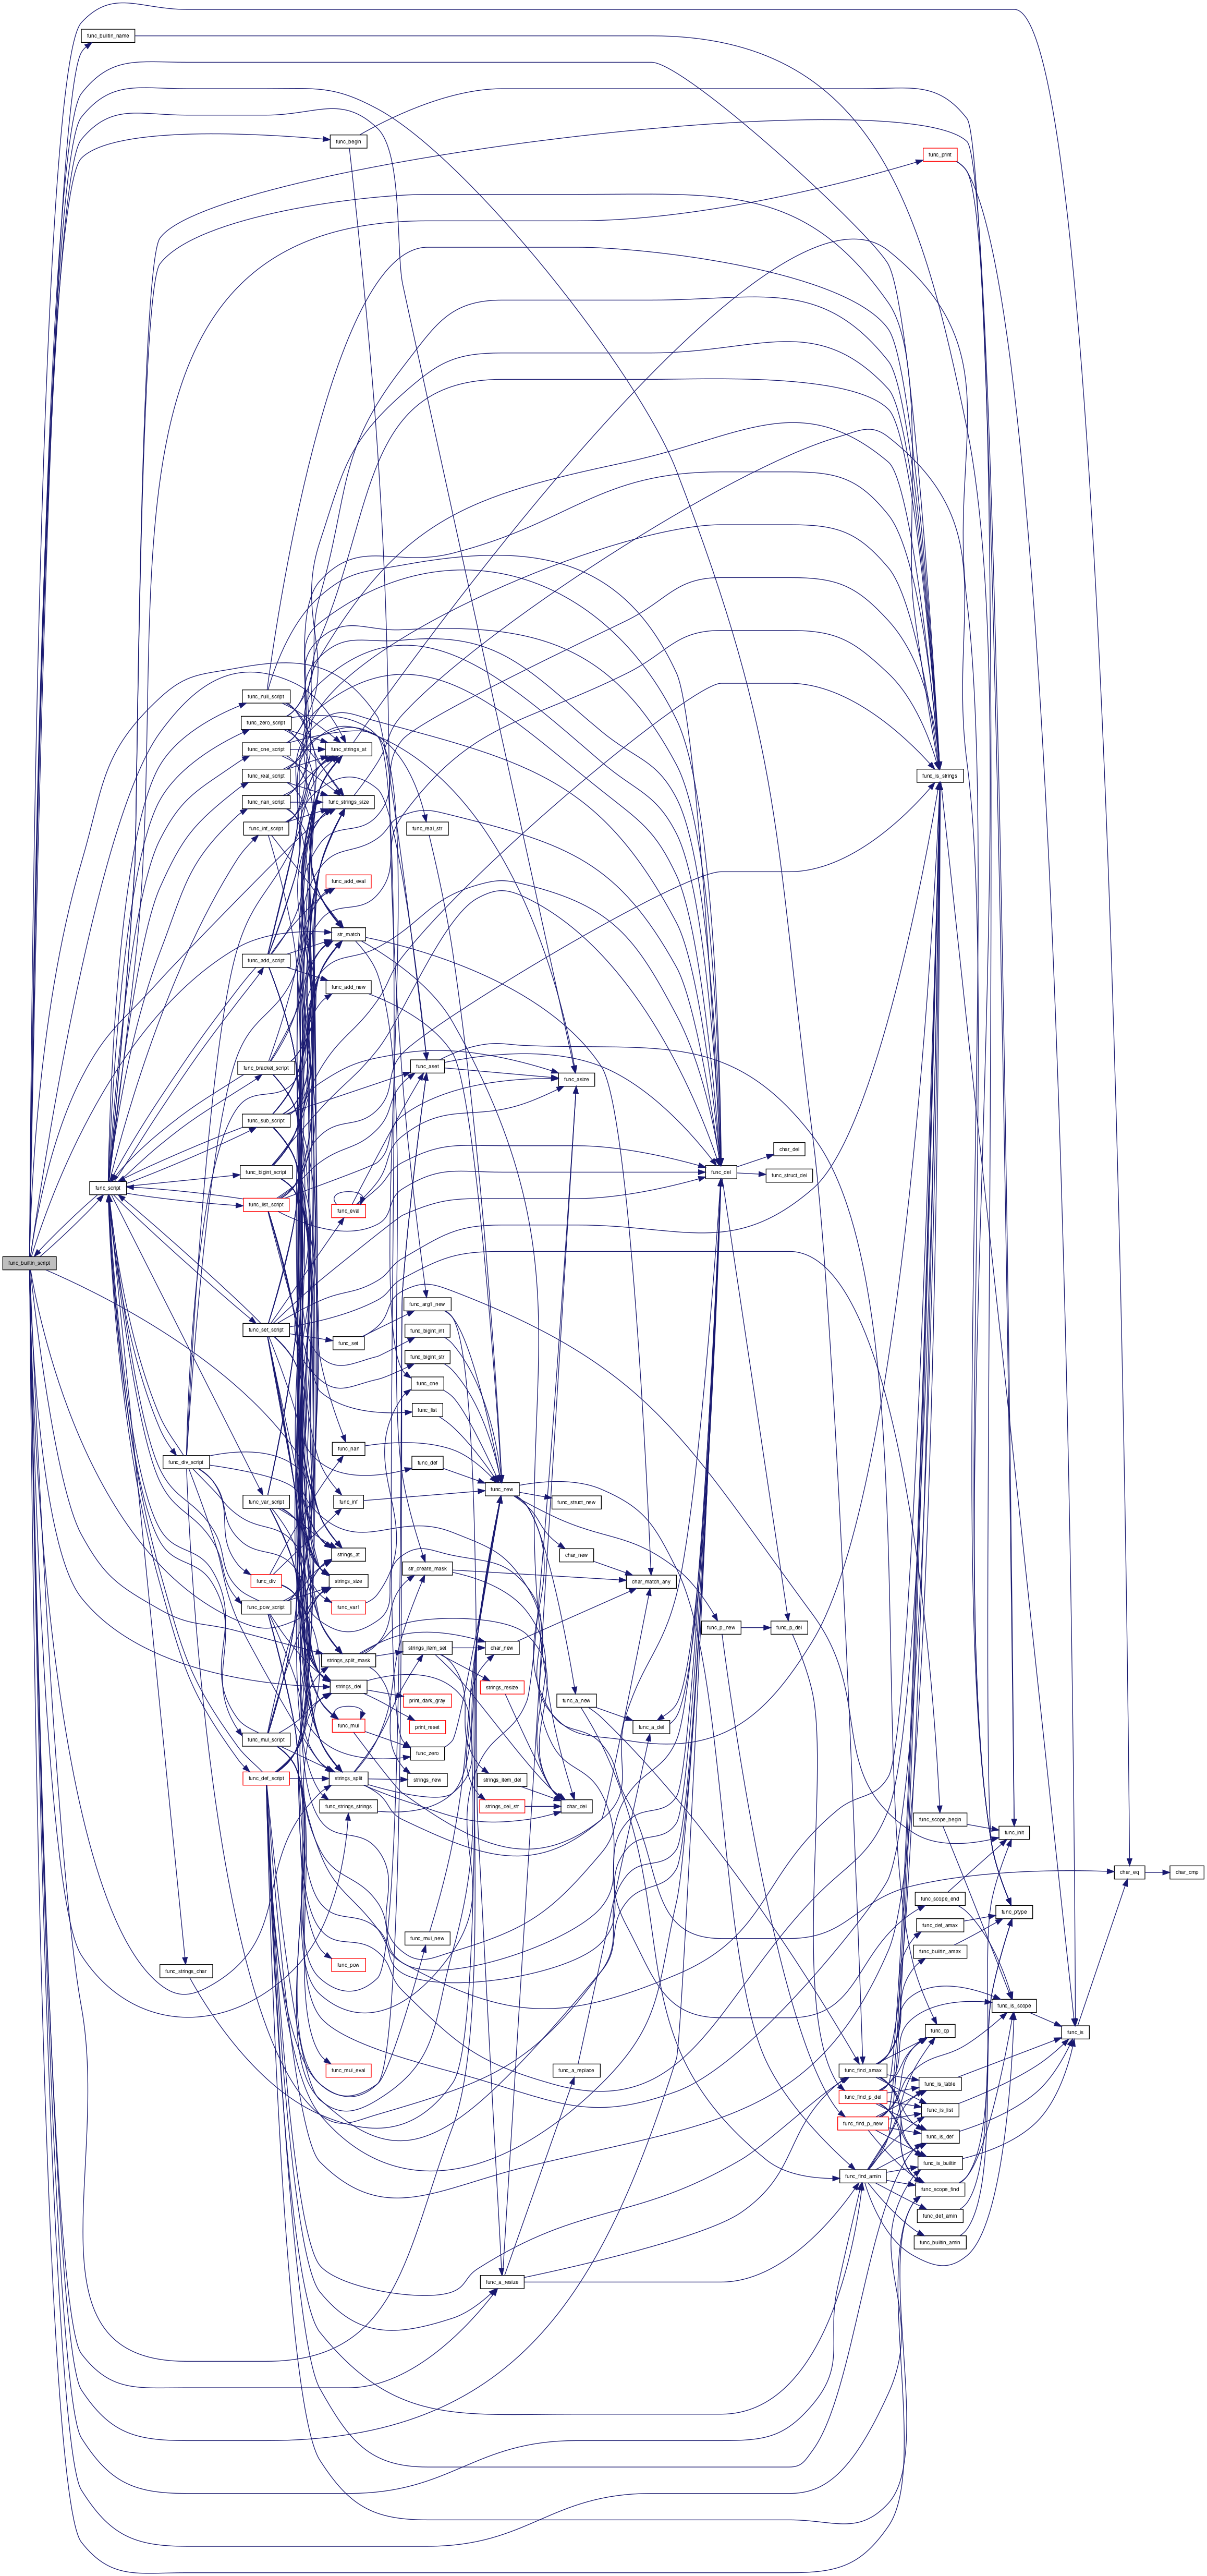 func_builtin_name
func_begin
func_print
func_null_script
func_zero_script
func_one_script
func_real_script
func_nan_script
func_inf_script
func_strings_at
func_strings_size
func_real_str
func_is_strings
func_add_eval
func_add_script
str_match
func_add_new
func_bracket_script
func_aset
func_asize
func_sub_script
func_bigint_script
func_script
func_list_script
func_eval
func_del
char_del
func_struct_del
func_builtin_script
func_set_script
func_set
func_arg1_new
func_bigint_int
func_bigint_str
func_one
func_list
func_div_script
func_nan
func_def
func_new
func_struct_new
func_var_script
func_inf
strings_at
char_new
func_div
strings_size
str_create_mask
char_match_any
func_pow_script
func_var1
func_p_new
func_p_del
strings_split_mask
strings_item_set
char_new
strings_del
print_dark_gray
strings_resize
func_a_new
func_a_del
func_mul
print_reset
func_mul_script
func_zero
func_def_script
strings_split
strings_new
strings_item_del
func_strings_strings
strings_del_str
char_del
func_scope_begin
func_init
char_eq
char_cmp
func_scope_end
func_def_amax
func_ptype
func_mul_new
func_builtin_amax
func_pow
func_strings_char
func_is_scope
func_op
func_is
func_mul_eval
func_a_replace
func_find_amax
func_is_table
func_find_p_del
func_is_list
func_find_p_new
func_is_def
func_is_builtin
func_find_amin
func_scope_find
func_def_amin
func_builtin_amin
func_a_resize